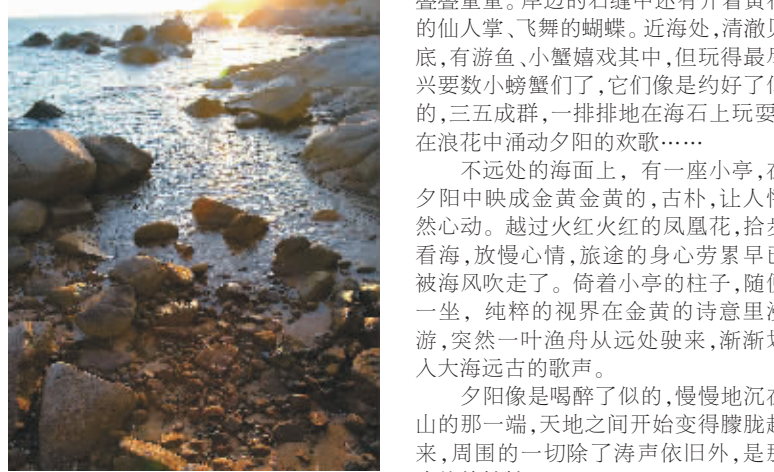 叠叠重重。岸边的石缝中还有开着黄花
的仙人掌、飞舞的蝴蝶。近海处,清澈见
底,有游鱼、小蟹嬉戏其中,但玩得最尽
兴要数小螃蟹们了,它们像是约好了似
的,三五成群,一排排地在海石上玩耍
在浪花中涌动夕阳的欢歌……
不远处的海面上,有一座小亭,在
夕阳中映成金黄金黄的,古朴,让人怦
然心动。越过火红火红的凤凰花,拾步
看海,放慢心情,旅途的身心劳累早已
被海风吹走了。倚着小亭的柱子,随便
一坐,纯粹的视界在金黄的诗意里漫
游,突然一叶渔舟从远处驶来,渐渐划
入大海远古的歌声。
夕阳像是喝醉了似的,慢慢地沉在
山的那一端,天地之间开始变得朦胧起
来,周围的一切除了涛声依旧外,是那